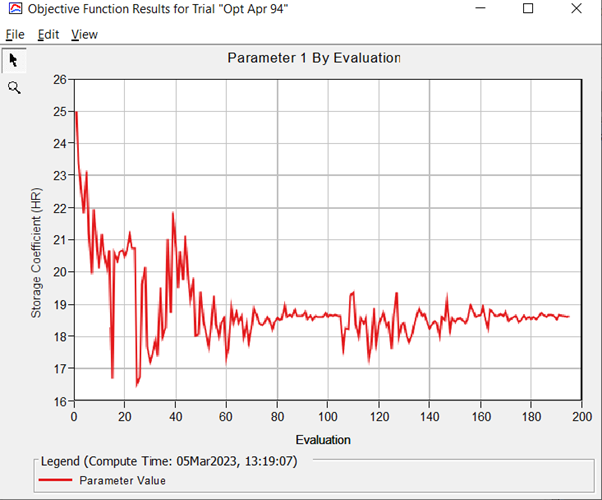 Objective Function Results for Trial "Opt Apr 94"
File Edit View
Parameter 1 By Evaluation
Storage Coefficient (HR)
26
25
24
23
22
21
20
19
18
17
16
0 20 40 60 80 100 120 140 160 180 200
Evaluation
Legend (Compute Time: 05Mar2023, 13:19:07)
Parameter Value